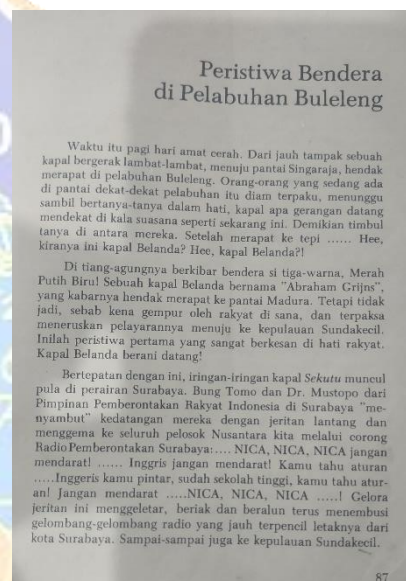 Peristiwa Bendera
di Pelabuhan Buleleng
Waktu itu pagi hari amat cerah. Dari jauh tampak sebuah
kapal bergerak lambat-lambat, menuju pantai Singaraja, hendak
merapat di pelabuhan Buleleng. Orang-orang yang sedang ada
di pantai dekat-dekat pelabuhan itu diam terpaku, menunggu
sambil bertanya-tanya dalam hati, kapal apa gerangan datang
mendekat di kala suasana seperti sekarang ini. Demikian timbul
tanya di antara mereka. Setelah merapat ke tepi ...... Hee,
kiranya ini kapal Belanda? Hee, kapal Belanda?!
Di tiang-agungnya berkibar bendera si tiga-warna, Merah
Putih Biru! Sebuah kapal Belanda bernama "Abraham Grijns",
yang kabarnya hendak merapat ke pantai Madura. Tetapi tidak
jadi, sebab kena gempur oleh rakyat di sana, dan terpaksa
meneruskan pelayarannya menuju ke kepulauan Sundakecil.
Inilah peristiwa pertama yang sangat berkesan di hati rakyat.
Kapal Belanda berani datang!
Bertepatan dengan ini, iringan-iringan kapal Sekutu muncul
pula di perairan Surabaya. Bung Tomo dan Dr. Mustopo dari
Pimpinan Pemberontakan Rakyat Indonesia di Surabaya "me-
nyambut" kedatangan mereka dengan jeritan lantang dan
menggema ke seluruh pelosok Nusantara kita melalui corong
Radio Pemberontakan Surabaya: .... NICA, NICA, NICA jangan
mendarat! ...... Inggris jangan mendarat! Kamu tahu aturan
.....Inggeris kamu pintar, sudah sekolah tinggi, kamu tahu atur-
an! Jangan mendarat .....NICA, NICA, NICA .....! Gelora
jeritan ini menggeletar, beriak dan beralun terus menembusi
gelombang-gelombang radio yang jauh terpencil letaknya dari
kota Surabaya. Sampai-sampai juga ke kepulauan Sundakecil.
87